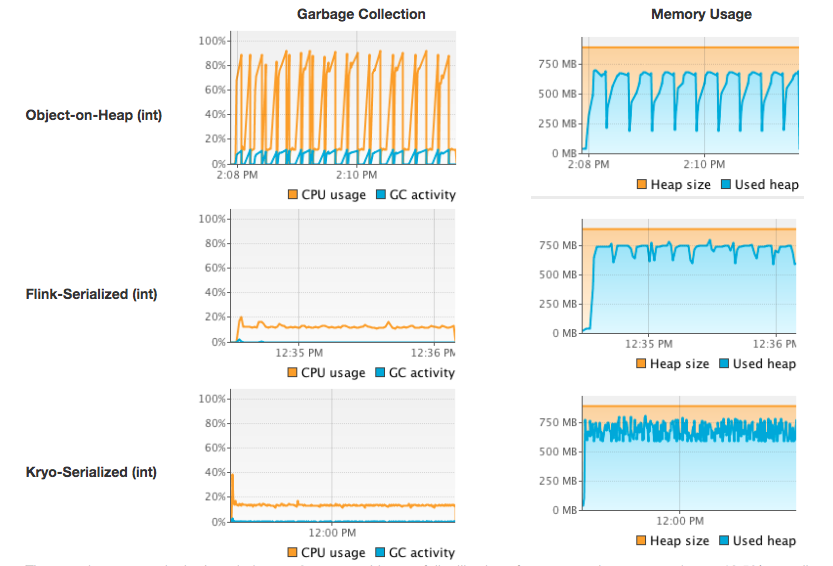 Garbage Collection
Memory Usage
Object-on-Heap (int)
100%
80%
60%
40%
20%
0%
2:08 PM
2:10 PM
CPU usage
GC activity
750 MB
500 MB
250 MB
0 MB
2:08 PM
2:10 PM
Heap size
Used heap
Flink-Serialized (int)
100%
80%
60%
40%
20%
0%
12:35 PM
12:36 PM
CPU usage
GC activity
750 MB
500 MB
250 MB
0 MB
12:35 PM
12:36 PM
Heap size
Used heap
Kryo-Serialized (int)
100%
80%
60%
40%
20%
0%
12:00 PM
CPU usage
GC activity
750 MB
500 MB
250 MB
0 MB
12:00 PM
Heap size
Used heap